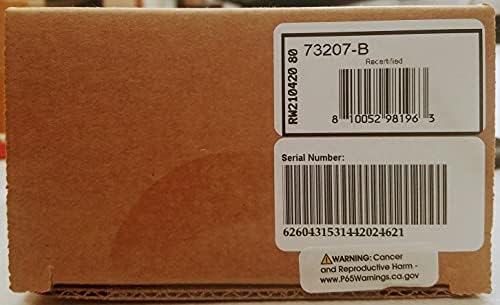 RW210420 80
73207-B
Recertified
8 10052 98196 3
Serial Number:
6260431531442024621
WARNING: Cancer
and Reproductive Harm -
www.P65Warnings.ca.gov